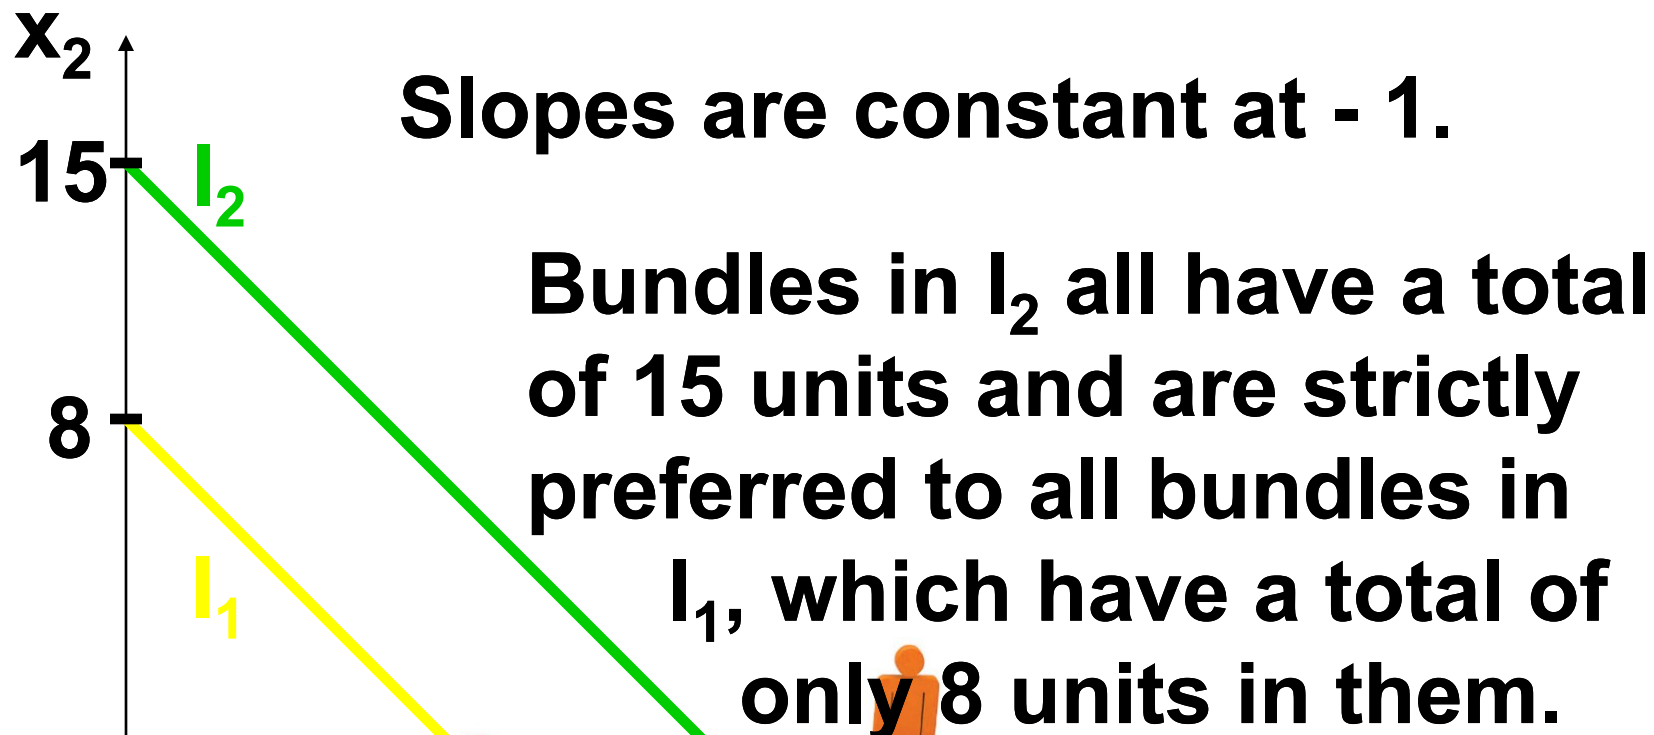 x₂
Slopes are constant at - 1.
15
I₂
Bundles in I₂ all have a total
of 15 units and are strictly
8
preferred to all bundles in
I₁
I₁, which have a total of
only 8 units in them.